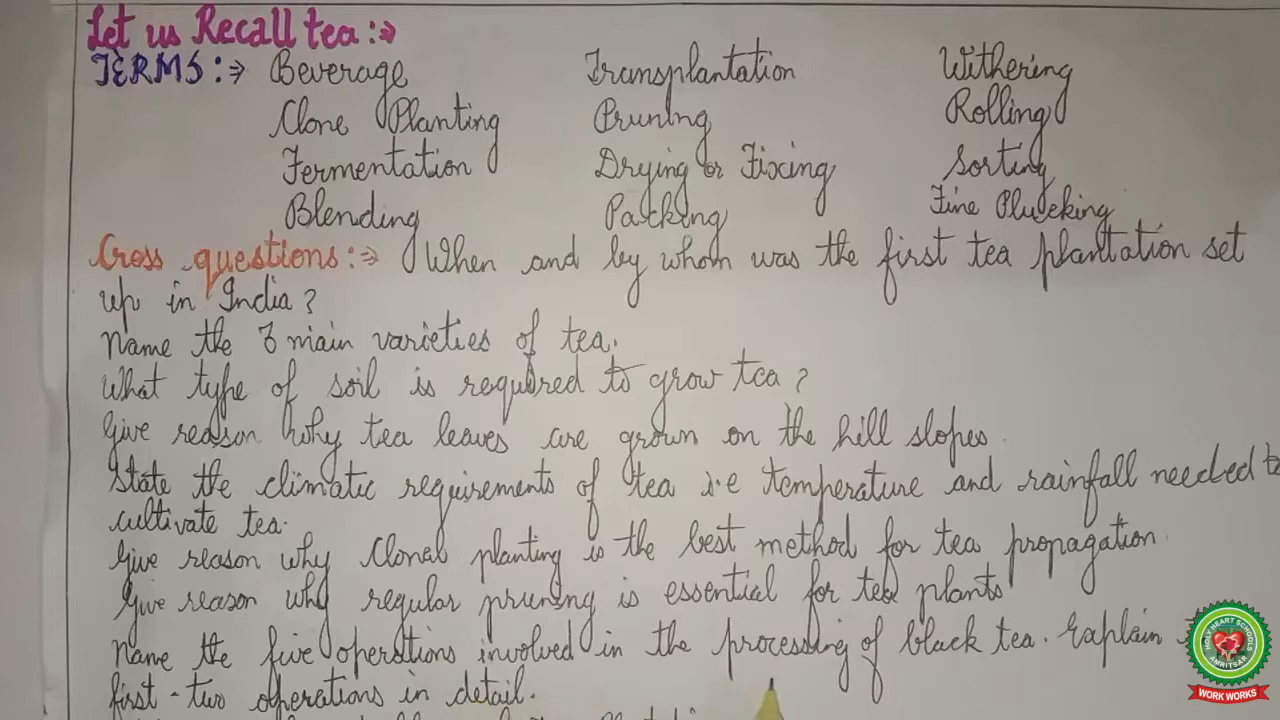 Let us Recall tea:⇒
TERMS:⇒ Beverage Transplantation Withering
Clone Planting Pruning Rolling
Fermentation Drying or Fixing Sorting
Blending Packing Fine Plucking
Cross questions:⇒ When and by whom was the first tea plantation set
up in India?
Name the 3 main varieties of tea.
What type of soil is required to grow tea?
Give reason why tea leaves are grown on the hill slopes.
State the climatic requirements of tea i.e temperature and rainfall needed to
cultivate tea.
Give reason why Clonal planting is the best method for tea propagation.
Give reason why regular pruning is essential for tea plants
Name the five operations involved in the processing of black tea. Explain
first-two operations in detail.
HOLY HEART SCHOOLS
AMRITSAR
WORK WORKS